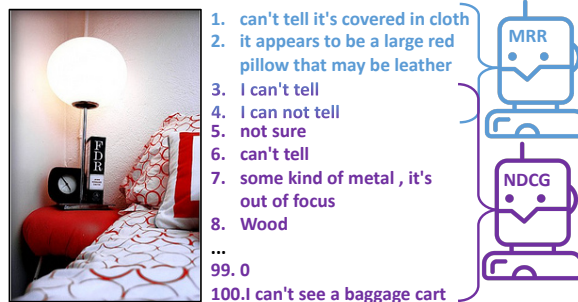 1. can't tell it's covered in cloth
2. it appears to be a large red
pillow that may be leather
3. I can't tell
4. I can not tell
5. not sure
6. can't tell
7. some kind of metal , it's
out of focus
8. Wood
...
99. 0
100.I can't see a baggage cart
MRR
NDCG
FDR